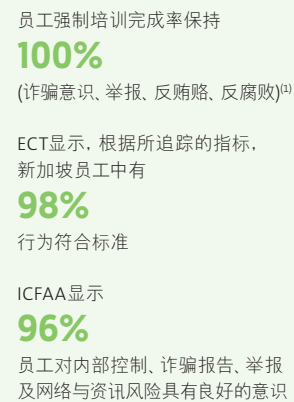 员工强制培训完成率保持
100%
(诈骗意识、举报、反贿赂、反腐败)(1)
ECT显示，根据所追踪的指标，
新加坡员工中有
98%
行为符合标准
ICFAA显示
96%
员工对内部控制、诈骗报告、举报
及网络与资讯风险具有良好的意识